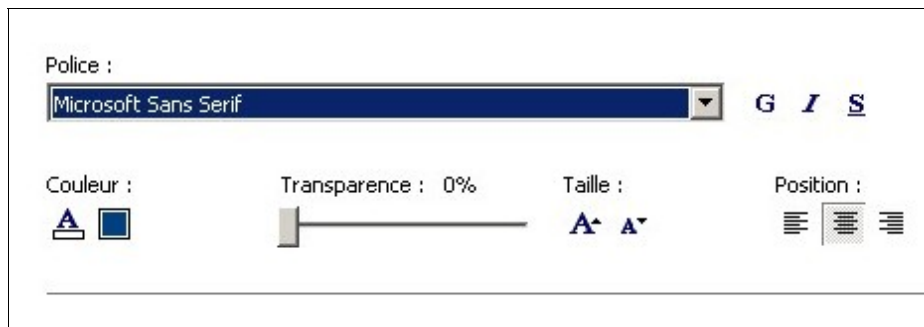 Police :
Microsoft Sans Serif G I S
Couleur : Transparence : 0% Taille : Position :
A A A